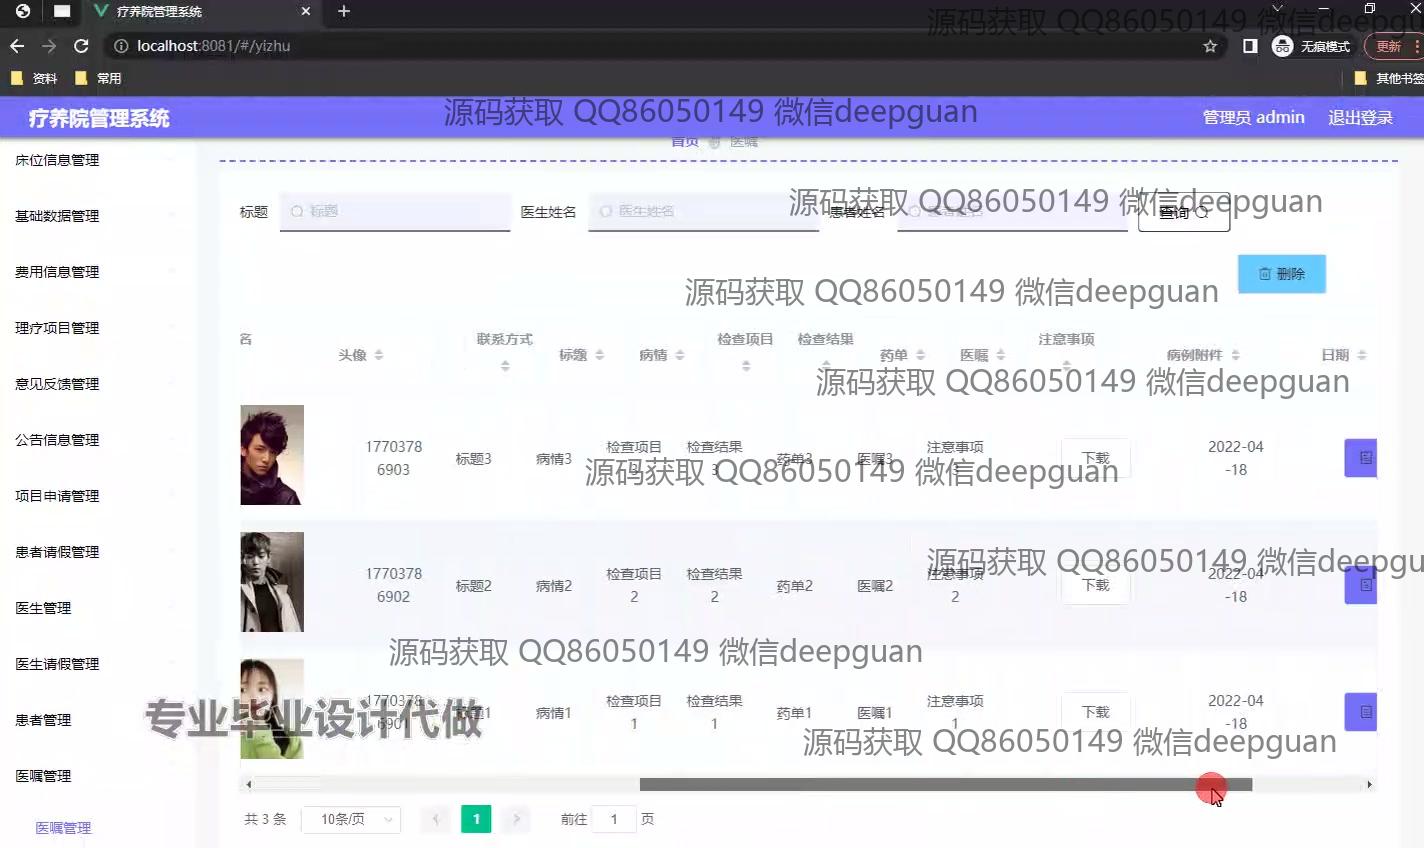 疗养院管理系统
localhost:8081/#/yizhu
无痕模式
更新
资料
常用
其他书签
源码获取 QQ86050149 微信deepgu
疗养院管理系统
源码获取 QQ86050149 微信deepguan
管理员 admin
退出登录
首页
医嘱
床位信息管理
基础数据管理
费用信息管理
理疗项目管理
意见反馈管理
公告信息管理
项目申请管理
患者请假管理
医生管理
医生请假管理
患者管理
医嘱管理
医嘱管理
标题
标题
医生姓名
医生姓名
患者姓名
查询
源码获取 QQ86050149 微信deepguan
删除
源码获取 QQ86050149 微信deepguan
名
头像
联系方式
标题
病情
检查项目
检查结果
药单
医嘱
注意事项
病例附件
日期
源码获取 QQ86050149 微信deepguan
1770378
6903
标题3
病情3
检查项目
3
检查结果
3
药单3
医嘱3
注意事项
下载
2022-04
-18
源码获取 QQ86050149 微信deepguan
1770378
6902
标题2
病情2
检查项目
2
检查结果
2
药单2
医嘱2
注意事项
2
下载
2022-04
-18
源码获取 QQ86050149 微信deepgu
源码获取 QQ86050149 微信deepguan
1770378
6901
标题1
病情1
检查项目
1
检查结果
1
药单1
医嘱1
注意事项
1
下载
2022-04
-18
专业毕业设计代做
源码获取 QQ86050149 微信deepguan
共 3 条
10条/页
1
前往
1
页